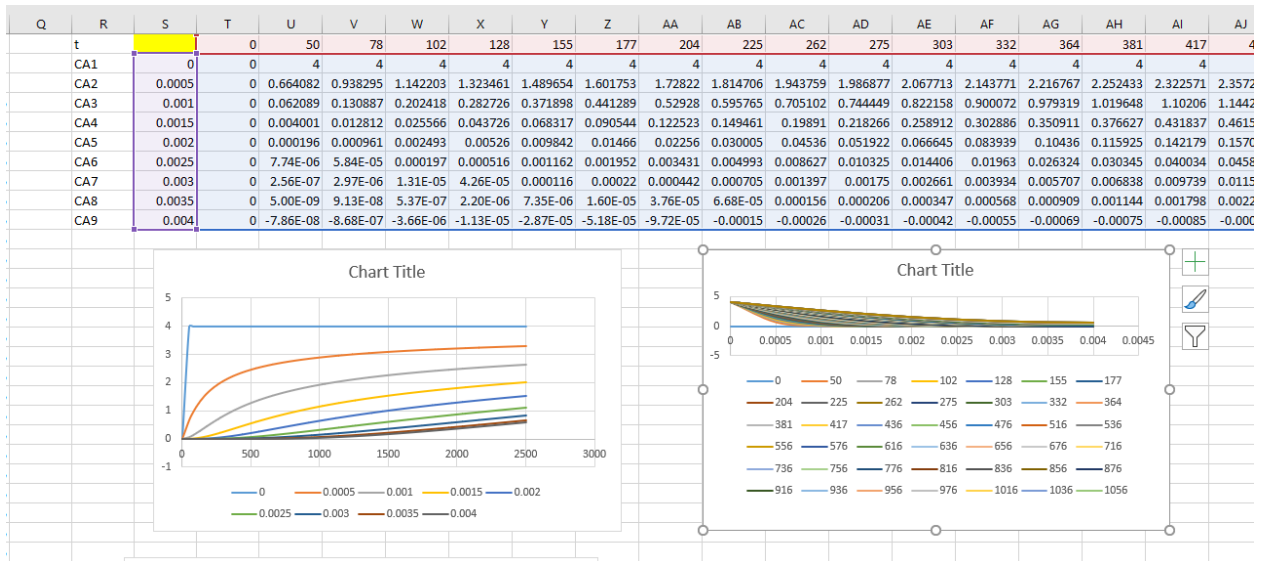 Q R S T U V W X Y Z AA AB AC AD AE AF AG AH AI AJ
t 0 50 78 102 128 155 177 204 225 262 275 303 332 364 381 417 4
CA1 0 0 4 4 4 4 4 4 4 4 4 4 4 4 4 4 4
CA2 0.0005 0 0.664082 0.938295 1.142203 1.323461 1.489654 1.601753 1.72822 1.814706 1.943759 1.986877 2.067713 2.143771 2.216767 2.252433 2.322571 2.3572
CA3 0.001 0 0.062089 0.130887 0.202418 0.282726 0.371898 0.441289 0.52928 0.595765 0.705102 0.744449 0.822158 0.900072 0.979319 1.019648 1.10206 1.1442
CA4 0.0015 0 0.004001 0.012812 0.025566 0.043726 0.068317 0.090544 0.122523 0.149461 0.19891 0.218266 0.258912 0.302886 0.350911 0.376627 0.431837 0.4615
CA5 0.002 0 0.000196 0.000961 0.002493 0.00526 0.009842 0.01466 0.02256 0.030005 0.04536 0.051922 0.066645 0.083939 0.10436 0.115925 0.142179 0.1570
CA6 0.0025 0 7.74E-06 5.84E-05 0.000197 0.000516 0.001162 0.001952 0.003431 0.004993 0.008627 0.010325 0.014406 0.01963 0.026324 0.030345 0.040034 0.0458
CA7 0.003 0 2.56E-07 2.97E-06 1.31E-05 4.26E-05 0.000116 0.00022 0.000442 0.000705 0.001397 0.00175 0.002661 0.003934 0.005707 0.006838 0.009739 0.0115
CA8 0.0035 0 5.00E-09 9.13E-08 5.37E-07 2.20E-06 7.35E-06 1.60E-05 3.76E-05 6.68E-05 0.000156 0.000206 0.000347 0.000568 0.000909 0.001144 0.001798 0.0022
CA9 0.004 0 -7.86E-08 -8.68E-07 -3.66E-06 -1.13E-05 -2.87E-05 -5.18E-05 -9.72E-05 -0.00015 -0.00026 -0.00031 -0.00042 -0.00055 -0.00069 -0.00075 -0.00085 -0.000
Chart Title
5
4
3
2
1
0
-1
0 500 1000 1500 2000 2500 3000
0 0.0005 0.001 0.0015 0.002
0.0025 0.003 0.0035 0.004
Chart Title
5
0
-5
0 0.0005 0.001 0.0015 0.002 0.0025 0.003 0.0035 0.004 0.0045
0 50 78 102 128 155 177
204 225 262 275 303 332 364
381 417 436 456 476 516 536
556 576 616 636 656 676 716
736 756 776 816 836 856 876
916 936 956 976 1016 1036 1056